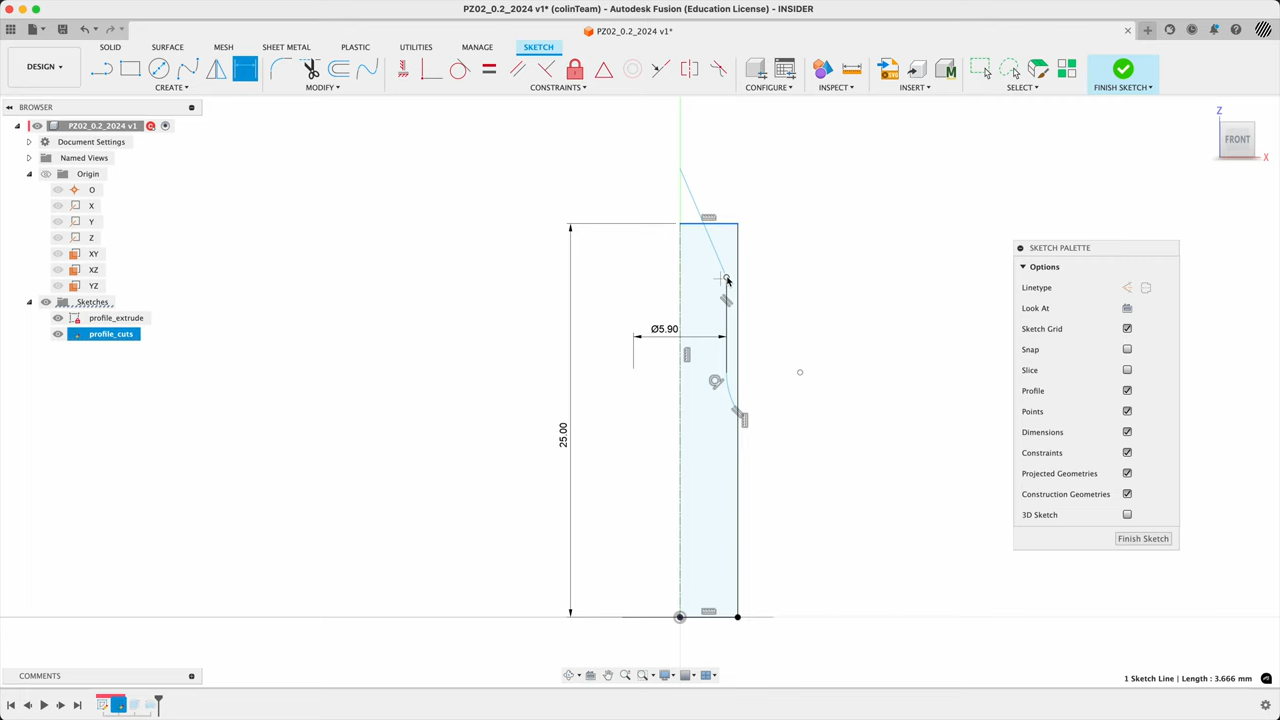 PZ02_0.2_2024 v1* (colinTeam) - Autodesk Fusion (Education License) - INSIDER
PZ02_0.2_2024 v1*
SOLID SURFACE MESH SHEET METAL PLASTIC UTILITIES MANAGE SKETCH
DESIGN
CREATE MODIFY CONSTRAINTS CONFIGURE INSPECT INSERT SELECT FINISH SKETCH
BROWSER
PZ02_0.2_2024 v1
Document Settings
Named Views
Origin
O
X
Y
Z
XY
XZ
YZ
Sketches
profile_extrude
profile_cuts
Z
FRONT
X
Ø5.90
25.00
SKETCH PALETTE
Options
Linetype
Look At
Sketch Grid
Snap
Slice
Profile
Points
Dimensions
Constraints
Projected Geometries
Construction Geometries
3D Sketch
Finish Sketch
COMMENTS
1 Sketch Line | Length : 3.666 mm